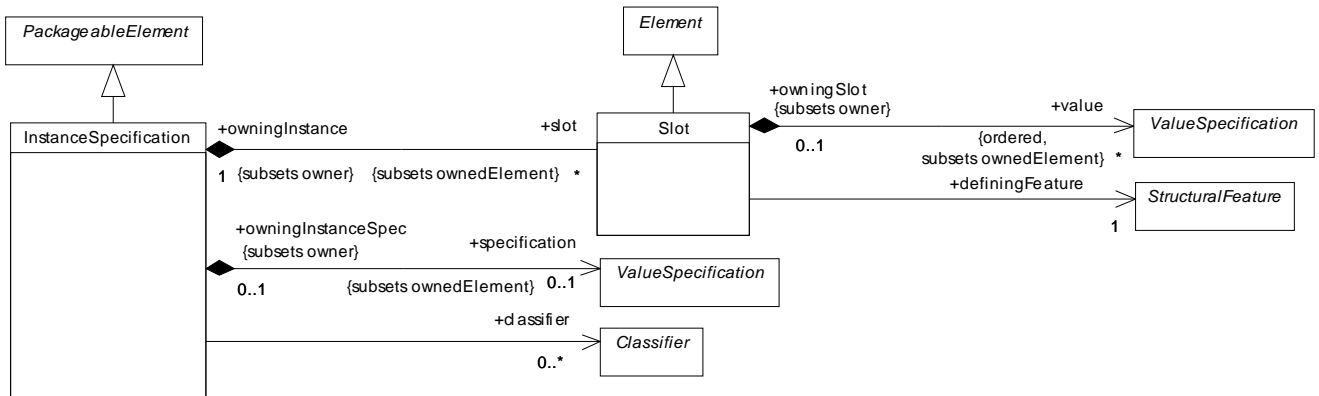 PackageableElement
Element
InstanceSpecification
+owningInstance
1
{subsets owner}
+slot
{subsets ownedElement}
*
Slot
+owningSlot
{subsets owner}
0..1
+value
{ordered,
subsets ownedElement}
*
ValueSpecification
+definingFeature
1
StructuralFeature
+owningInstanceSpec
{subsets owner}
0..1
+specification
{subsets ownedElement}
0..1
ValueSpecification
+classifier
0..*
Classifier